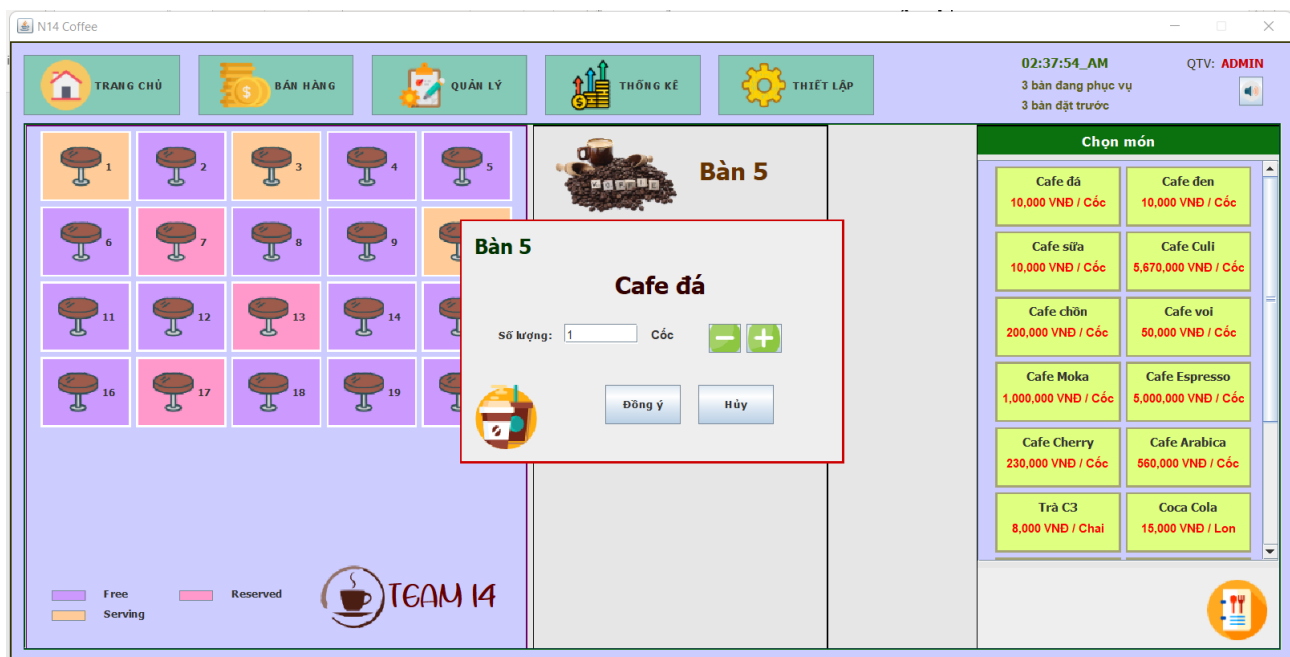 N14 Coffee
TRANG CHỦ
BÁN HÀNG
QUẢN LÝ
THỐNG KÊ
THIẾT LẬP
02:37:54_AM
QTV: ADMIN
3 bàn đang phục vụ
3 bàn đặt trước
1 2 3 4 5
6 7 8 9
11 12 13 14
16 17 18 19
Free
Reserved
Serving
TEAM 14
Bàn 5
Bàn 5
Cafe đá
Số lượng: 1 Cốc
Đồng ý
Hủy
Chọn món
Cafe đá
10,000 VNĐ / Cốc
Cafe đen
10,000 VNĐ / Cốc
Cafe sữa
10,000 VNĐ / Cốc
Cafe Culi
5,670,000 VNĐ / Cốc
Cafe chồn
200,000 VNĐ / Cốc
Cafe voi
50,000 VNĐ / Cốc
Cafe Moka
1,000,000 VNĐ / Cốc
Cafe Espresso
5,000,000 VNĐ / Cốc
Cafe Cherry
230,000 VNĐ / Cốc
Cafe Arabica
560,000 VNĐ / Cốc
Trà C3
8,000 VNĐ / Chai
Coca Cola
15,000 VNĐ / Lon